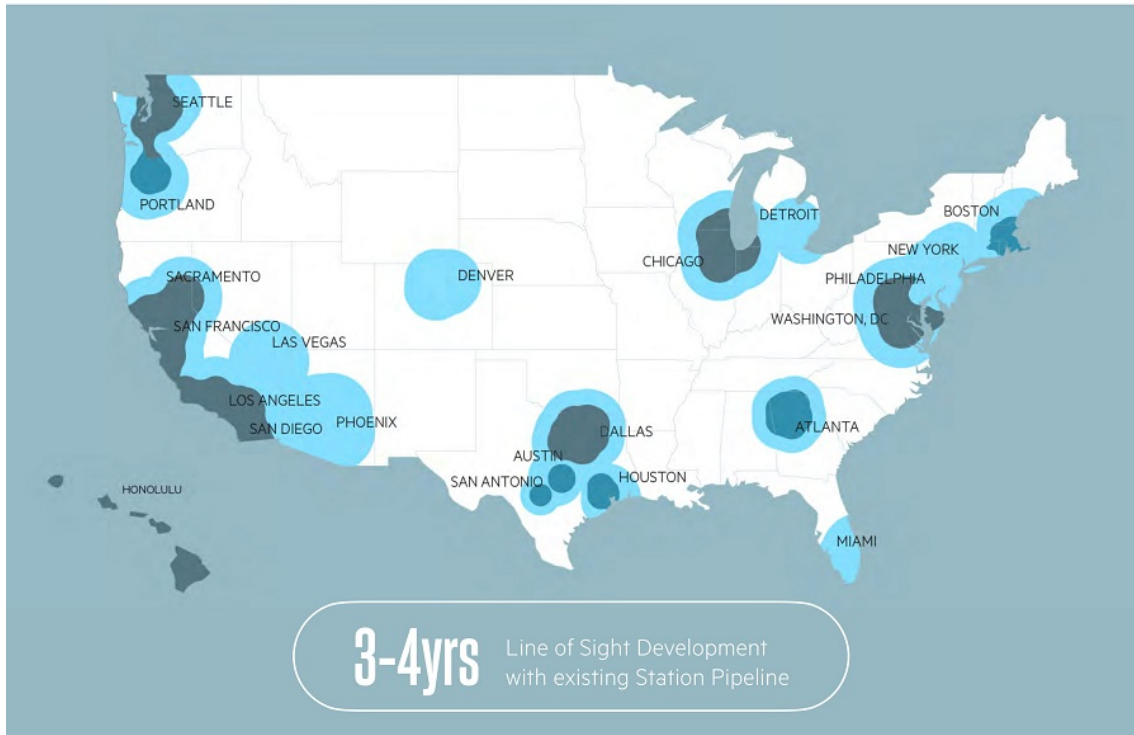 SEATTLE
PORTLAND
SACRAMENTO
SAN FRANCISCO
LAS VEGAS
LOS ANGELES
SAN DIEGO
PHOENIX
DENVER
CHICAGO
DETROIT
BOSTON
NEW YORK
PHILADELPHIA
WASHINGTON, DC
DALLAS
AUSTIN
SAN ANTONIO
HOUSTON
ATLANTA
MIAMI
HONOLULU
3-4yrs
Line of Sight Development
with existing Station Pipeline